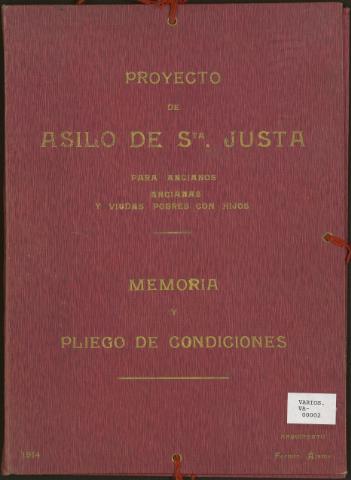 PROYECTO
DE
ASILO DE STA. JUSTA
PARA ANCIANOS
ANCIANAS
Y VIUDAS POBRES CON HIJOS
MEMORIA
Y
PLIEGO DE CONDICIONES
VARIOS.
VA-
00002
ARQUITECTO
1914